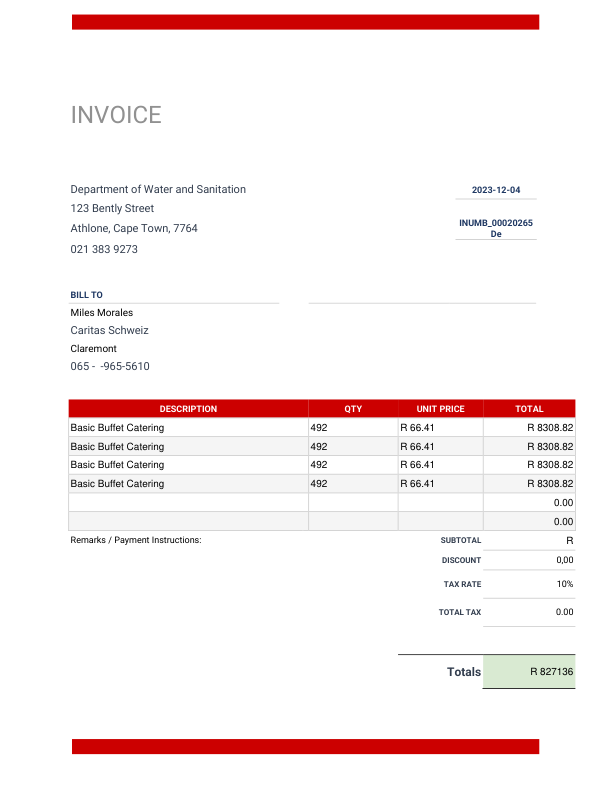 INVOICE
Department of Water and Sanitation
2023-12-04
123 Bently Street
Athlone, Cape Town, 7764
INUMB_00020265
De
021 383 9273
BILL TO
Miles Morales
Caritas Schweiz
Claremont
065 -  -965-5610
DESCRIPTION QTY UNIT PRICE TOTAL
Basic Buffet Catering 492 R 66.41 R 8308.82
Basic Buffet Catering 492 R 66.41 R 8308.82
Basic Buffet Catering 492 R 66.41 R 8308.82
Basic Buffet Catering 492 R 66.41 R 8308.82
0.00
0.00
Remarks / Payment Instructions: SUBTOTAL R
DISCOUNT 0,00
TAX RATE 10%
TOTAL TAX 0.00
Totals R 827136